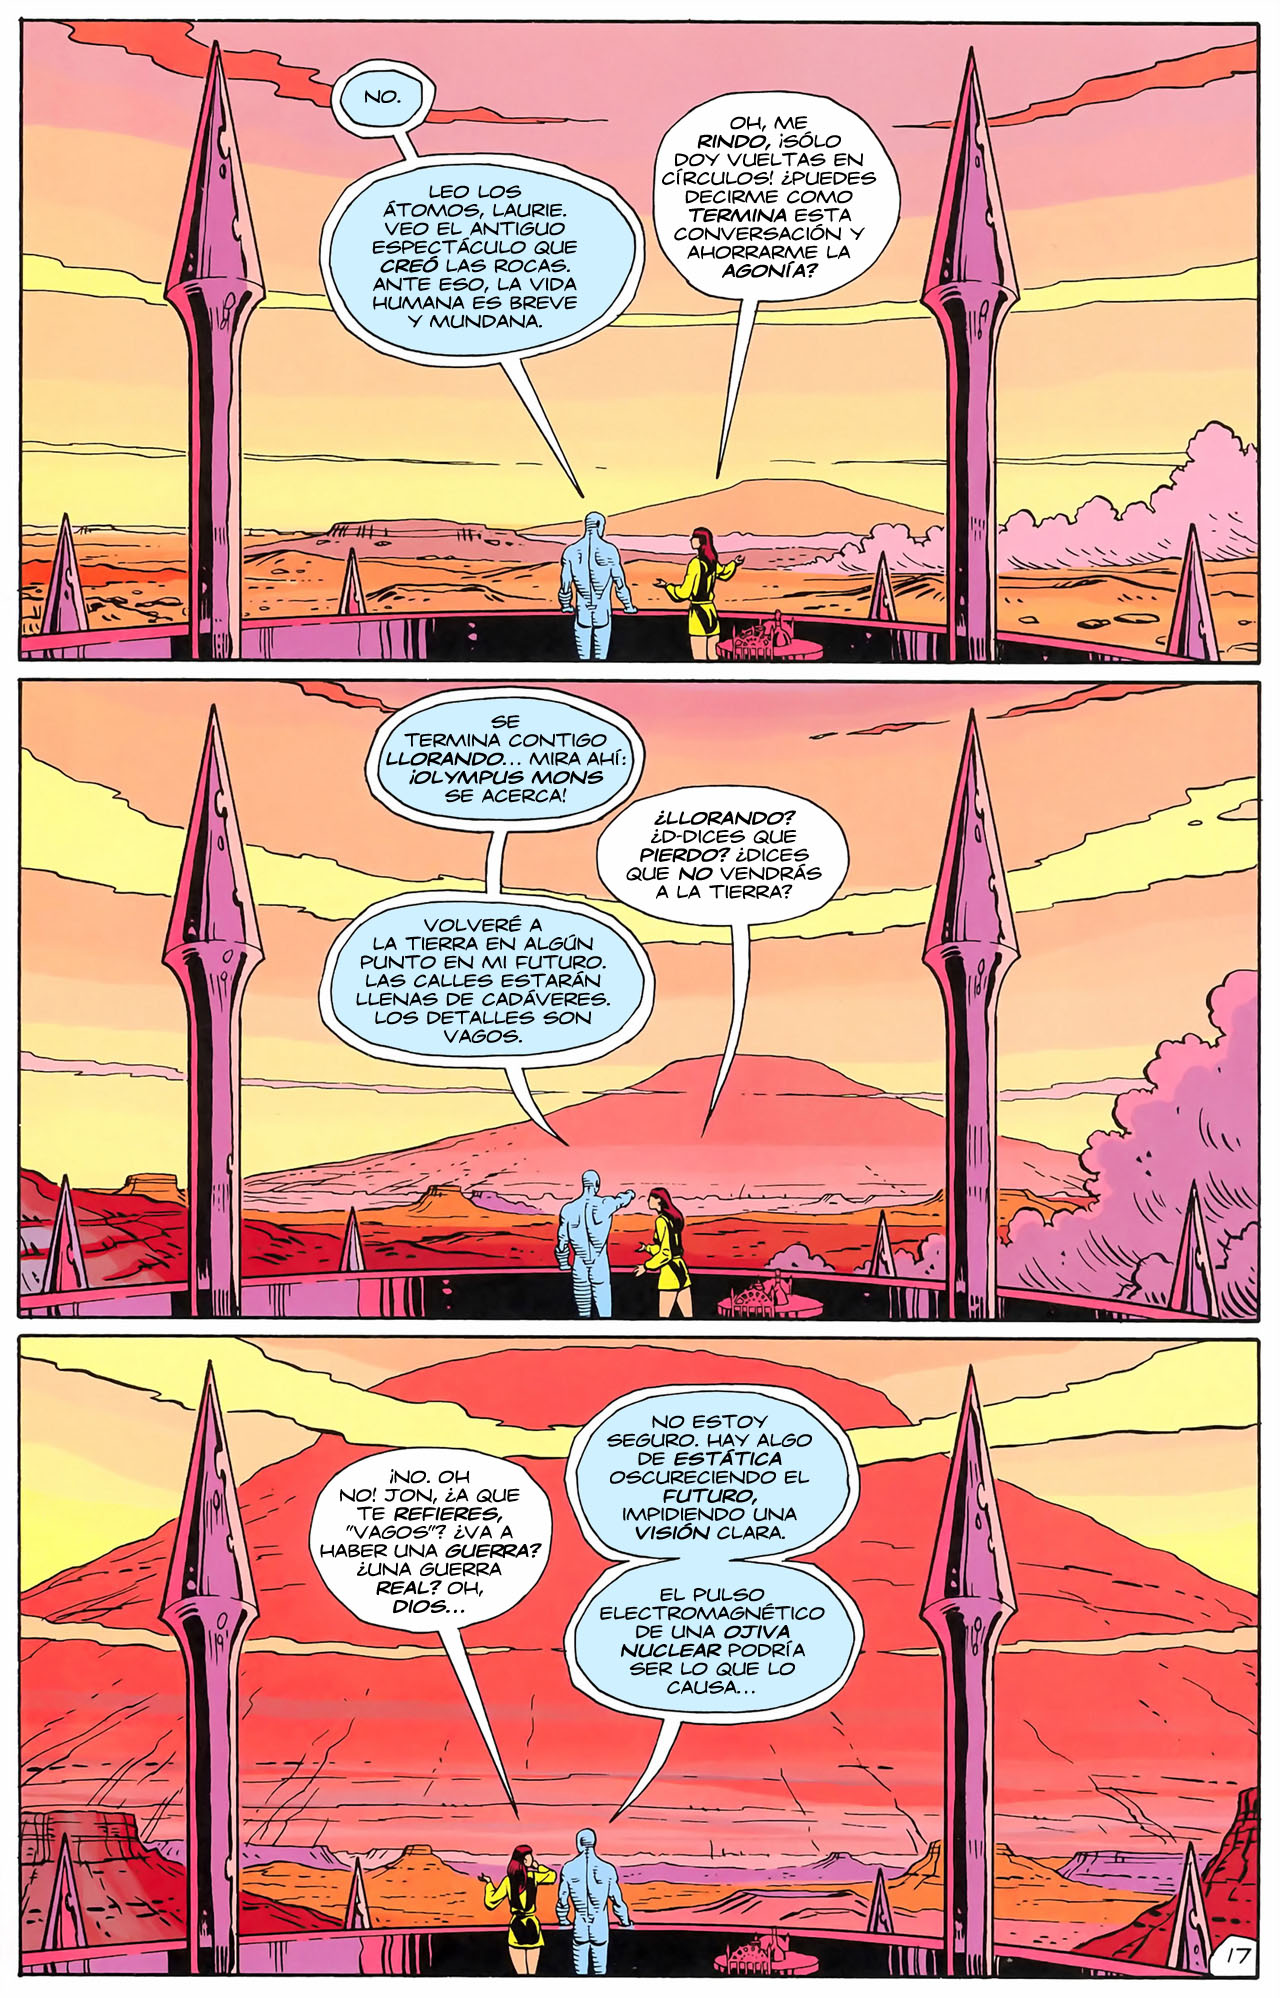 NO.
LEO LOS
ÁTOMOS, LAURIE.
VEO EL ANTIGUO
ESPECTÁCULO QUE
CREÓ LAS ROCAS.
ANTE ESO, LA VIDA
HUMANA ES BREVE
Y MUNDANA.
OH, ME
RINDO, ¡SÓLO
DOY VUELTAS EN
CÍRCULOS! ¿PUEDES
DECIRME COMO
TERMINA ESTA
CONVERSACIÓN Y
AHORRARME LA
AGONÍA?
SE
TERMINA CONTIGO
LLORANDO... MIRA AHÍ:
¡OLYMPUS MONS
SE ACERCA!
¿LLORANDO?
¿D-DICES QUE
PIERDO? ¿DICES
QUE NO VENDRÁS
A LA TIERRA?
VOLVERÉ A
LA TIERRA EN ALGÚN
PUNTO EN MI FUTURO.
LAS CALLES ESTARÁN
LLENAS DE CADÁVERES.
LOS DETALLES SON
VAGOS.
¡NO. OH
NO! JON, ¿A QUE
TE REFIERES,
"VAGOS"? ¿VA A
HABER UNA GUERRA?
¿UNA GUERRA
REAL? OH,
DIOS...
NO ESTOY
SEGURO. HAY ALGO
DE ESTÁTICA
OSCURECIENDO EL
FUTURO,
IMPIDIENDO UNA
VISIÓN CLARA.
EL PULSO
ELECTROMAGNÉTICO
DE UNA OJIVA
NUCLEAR PODRÍA
SER LO QUE LO
CAUSA...
17